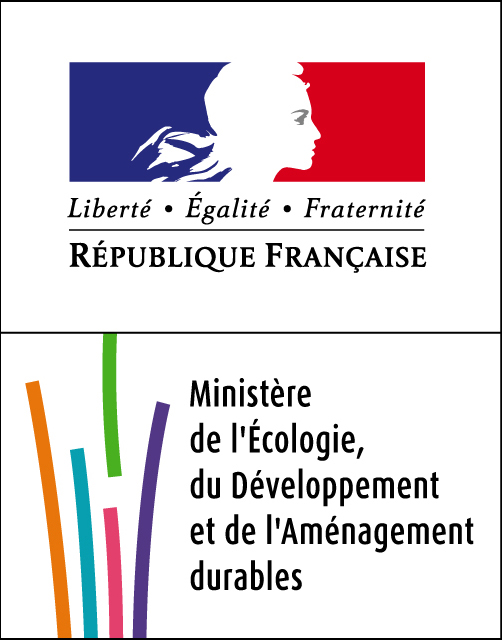 Liberté • Égalité • Fraternité
RÉPUBLIQUE FRANÇAISE
Ministère
de l'Écologie,
du Développement
et de l'Aménagement
durables